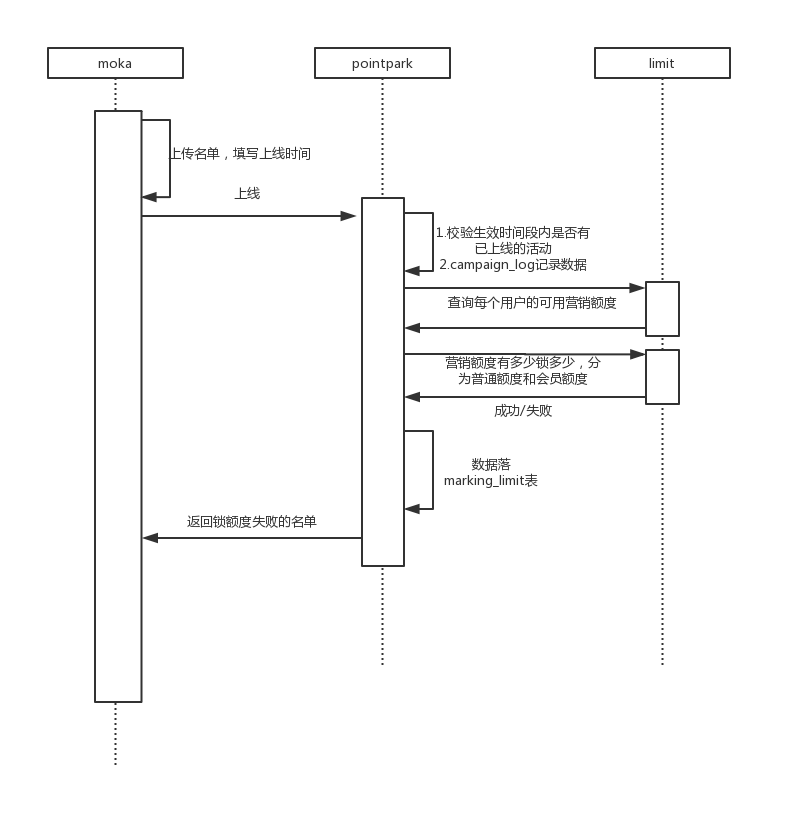 moka
pointpark
limit
上传名单，填写上线时间
上线
1.校验生效时间段内是否有
已上线的活动
2.campaign_log记录数据
查询每个用户的可用营销额度
营销额度有多少锁多少，分
为普通额度和会员额度
成功/失败
数据落
marking_limit表
返回锁额度失败的名单